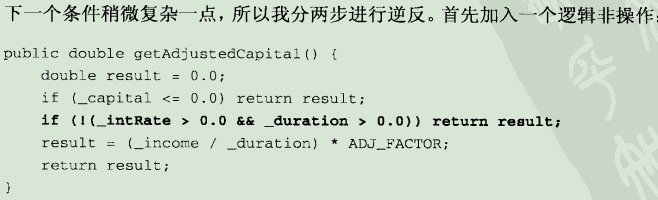 下一个条件稍微复杂一点，所以我分两步进行逆反。首先加入一个逻辑非操作：
public double getAdjustedCapital() {
    double result = 0.0;
    if (_capital <= 0.0) return result;
    if (!(_intRate > 0.0 && _duration > 0.0)) return result;
    result = (_income / _duration) * ADJ_FACTOR;
    return result;
}